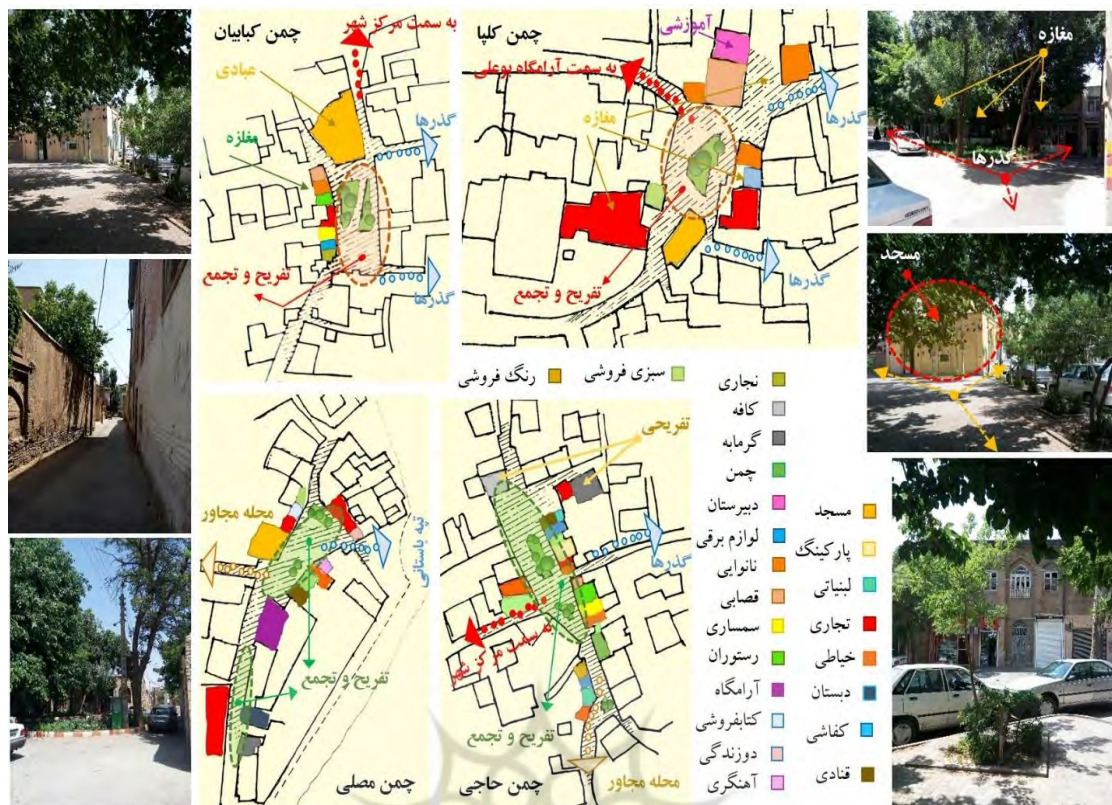 چمن کبابیان
به سمت مرکز شهر
عبادی
مغازه
گذرها
گذرها
تفریح و تجمع
چمن کلپا
آموزشی
به سمت آرامگاه بوعلی
مغازه
گذرها
گذرها
تفریح و تجمع
مغازه
گذرها
مسجد
رنگ فروشی
سبزی فروشی
نجاری
کافه
گرمابه
چمن
دبیرستان
لوازم برقی
نانوایی
قصابی
سمساری
رستوران
آرامگاه
کتابفروشی
دوزندگی
آهنگری
مسجد
پارکینگ
لبنیاتی
تجاری
خیاطی
دبستان
کفاشی
قنادی
محله مجاور
تپه باستانی
تفریح و تجمع
چمن مصلی
تفریحی
گذرها
به سمت مرکز شهر
تفریح و تجمع
محله مجاور
چمن حاجی